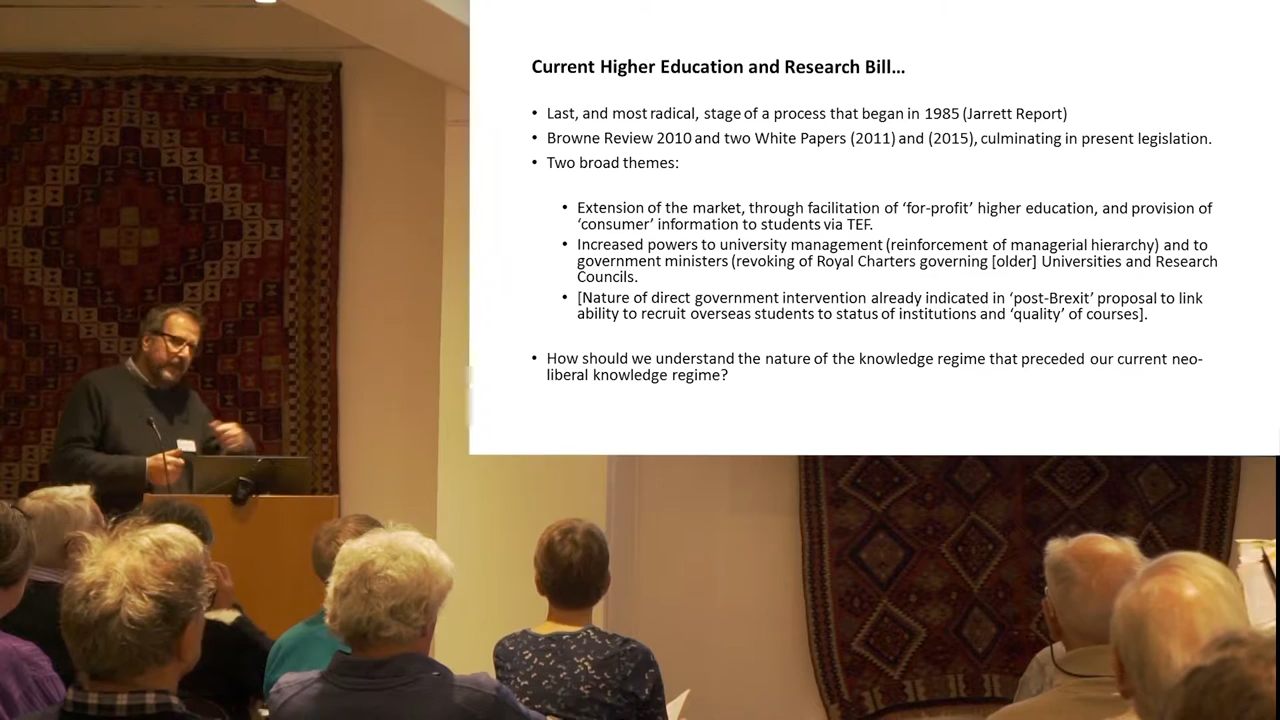 Current Higher Education and Research Bill...
• Last, and most radical, stage of a process that began in 1985 (Jarrett Report)
• Browne Review 2010 and two White Papers (2011) and (2015), culminating in present legislation.
• Two broad themes:
• Extension of the market, through facilitation of ‘for-profit’ higher education, and provision of
‘consumer’ information to students via TEF.
• Increased powers to university management (reinforcement of managerial hierarchy) and to
government ministers (revoking of Royal Charters governing [older] Universities and Research
Councils.
• [Nature of direct government intervention already indicated in ‘post-Brexit’ proposal to link
ability to recruit overseas students to status of institutions and ‘quality’ of courses].
• How should we understand the nature of the knowledge regime that preceded our current neo-
liberal knowledge regime?